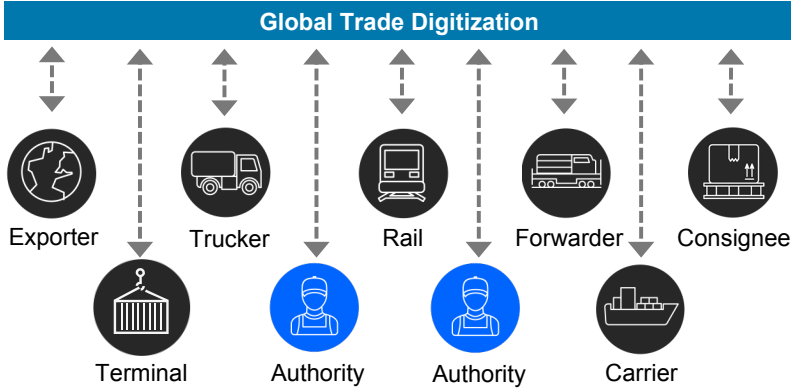 Global Trade Digitization
Exporter
Trucker
Rail
Forwarder
Consignee
Terminal
Authority
Authority
Carrier